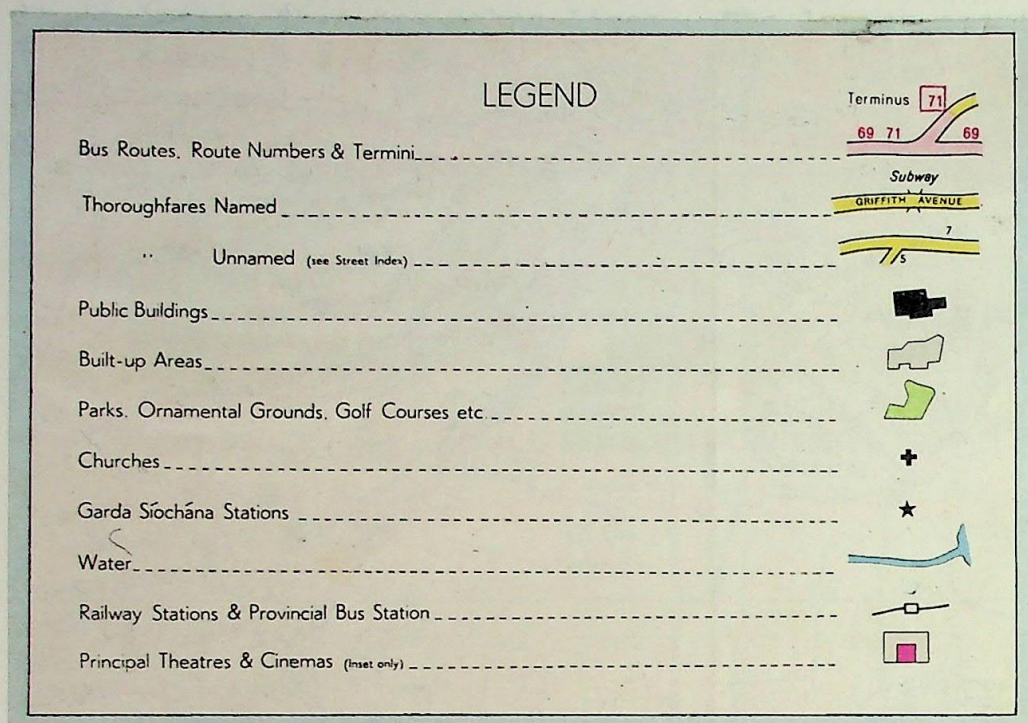 LEGEND
Terminus 71
69 71 69
Bus Routes. Route Numbers & Termini
Subway
Thoroughfares Named
GRIFFITH AVENUE
7
" Unnamed (see Street Index)
5
Public Buildings
Built-up Areas
Parks. Ornamental Grounds. Golf Courses etc
Churches
Garda Síochána Stations
Water
Railway Stations & Provincial Bus Station
Principal Theatres & Cinemas (Inset only)